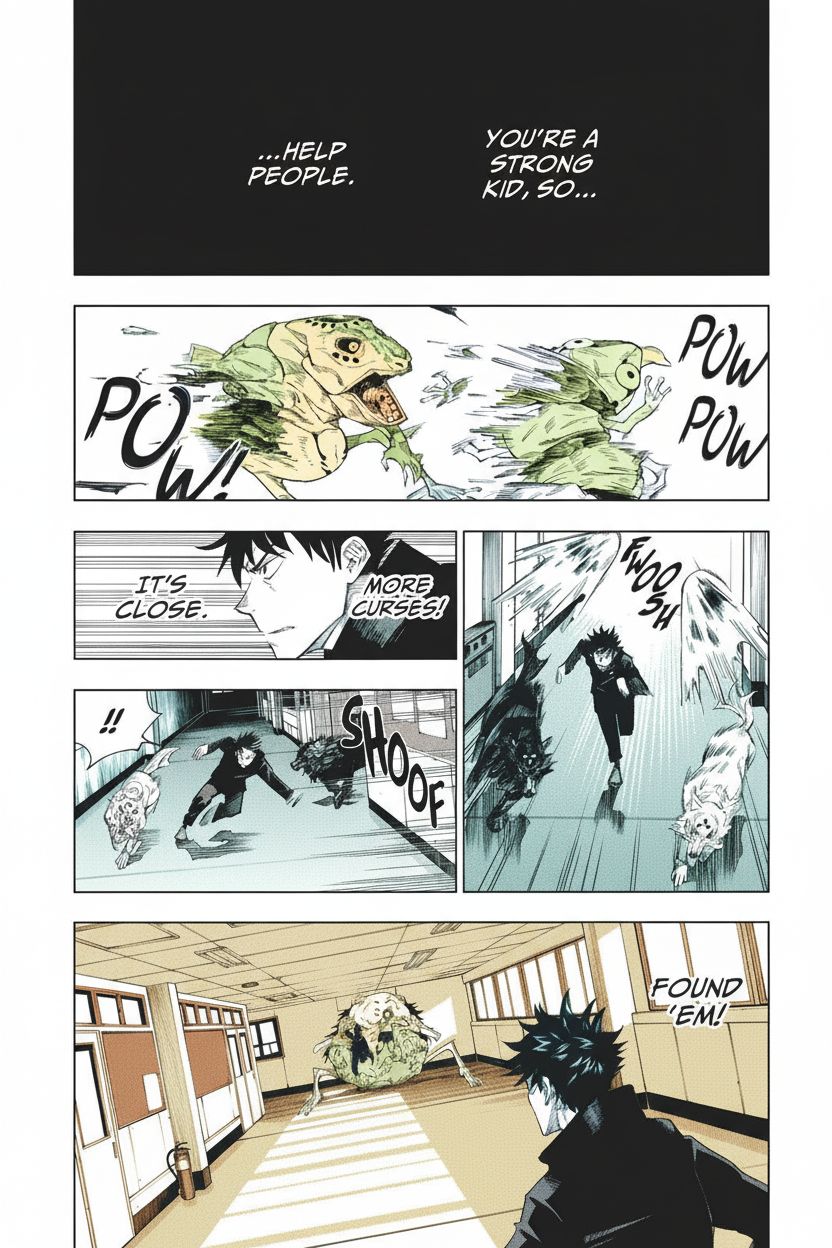 YOU'RE A
STRONG
KID, SO...
...HELP
PEOPLE.
POW
POW
POW!
FWOOSH
MORE
CURSES!
IT'S
CLOSE.
SHOOF
!!
FOUND
'EM!